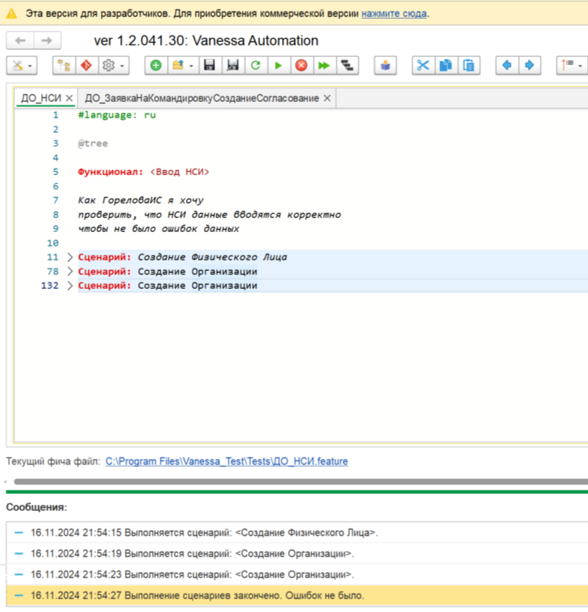 Эта версия для разработчиков. Для приобретения коммерческой версии нажмите сюда.
ver 1.2.041.30: Vanessa Automation
ДО_НСИ × ДО_ЗаявкаНаКомандировкуСозданиеСогласование ×
1 #language: ru
2
3 @tree
4
5 Функционал: <Ввод НСИ>
6
7 Как ГореловаИС я хочу
8 проверить, что НСИ данные вводятся корректно
9 чтобы не было ошибок данных
10
11 Сценарий: Создание Физического Лица
78 Сценарий: Создание Организации
132 Сценарий: Создание Организации
Текущий фича файл: C:\Program Files\Vanessa_Test\Tests\ДО_НСИ.feature
Сообщения:
16.11.2024 21:54:15 Выполняется сценарий: <Создание Физического Лица>.
16.11.2024 21:54:19 Выполняется сценарий: <Создание Организации>.
16.11.2024 21:54:23 Выполняется сценарий: <Создание Организации>.
16.11.2024 21:54:27 Выполнение сценариев закончено. Ошибок не было.